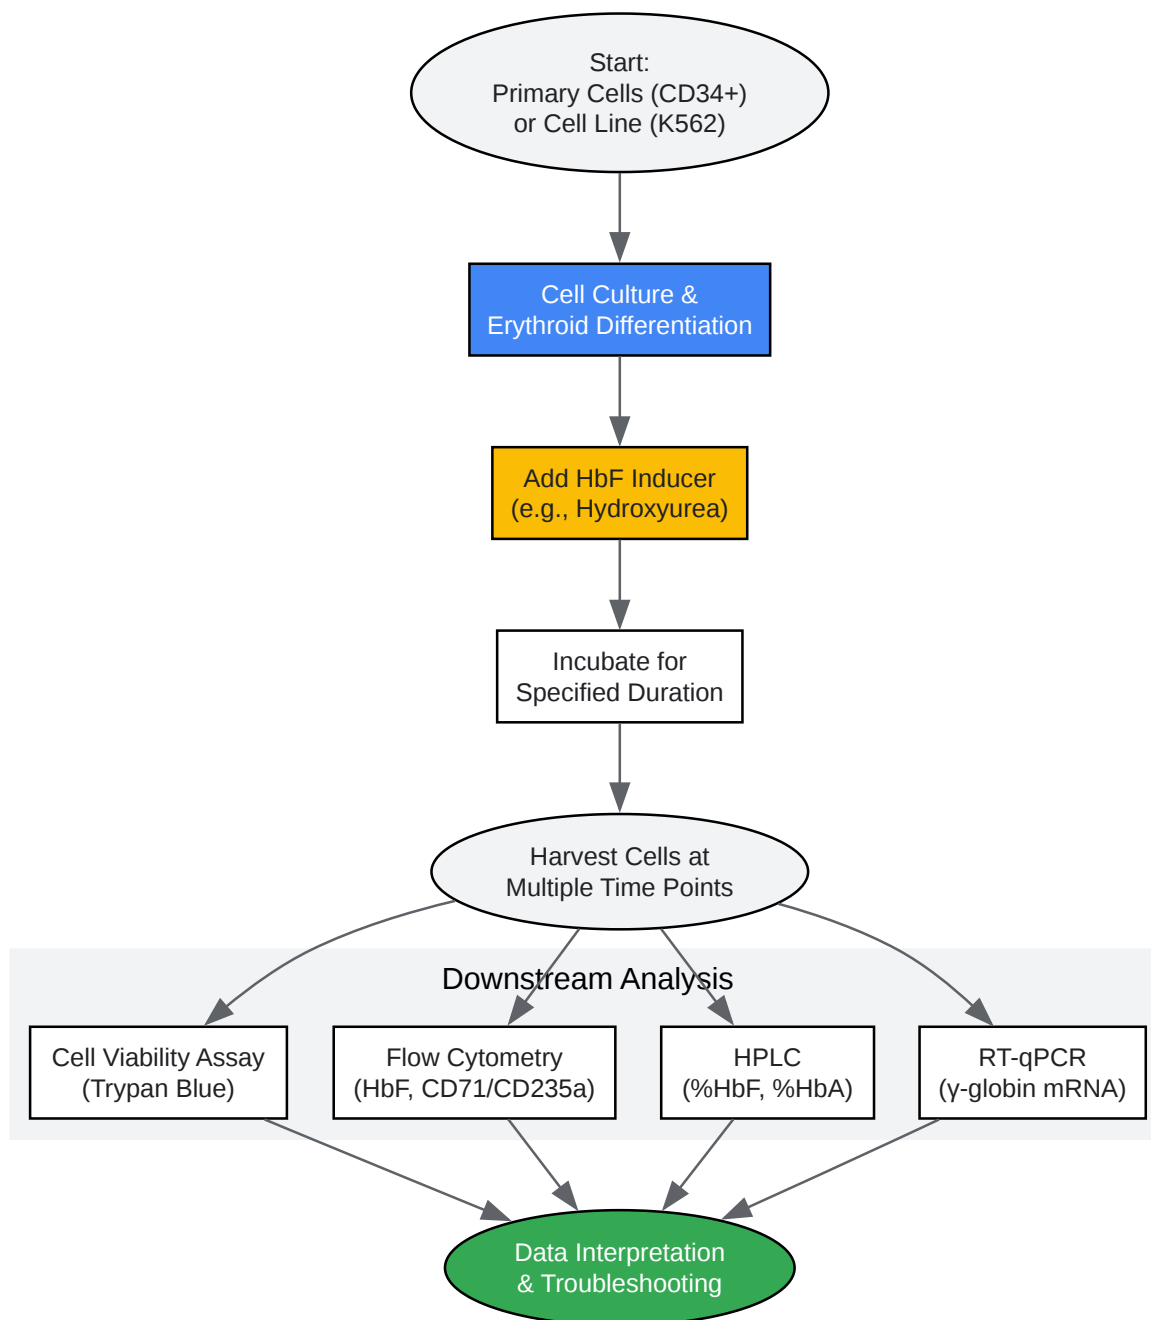 Start:
Primary Cells (CD34+)
or Cell Line (K562)
Cell Culture &
Erythroid Differentiation
Add HbF Inducer
(e.g., Hydroxyurea)
Incubate for
Specified Duration
Harvest Cells at
Multiple Time Points
Downstream Analysis
Cell Viability Assay
(Trypan Blue)
Flow Cytometry
(HbF, CD71/CD235a)
HPLC
(%HbF, %HbA)
RT-qPCR
(γ-globin mRNA)
Data Interpretation
& Troubleshooting